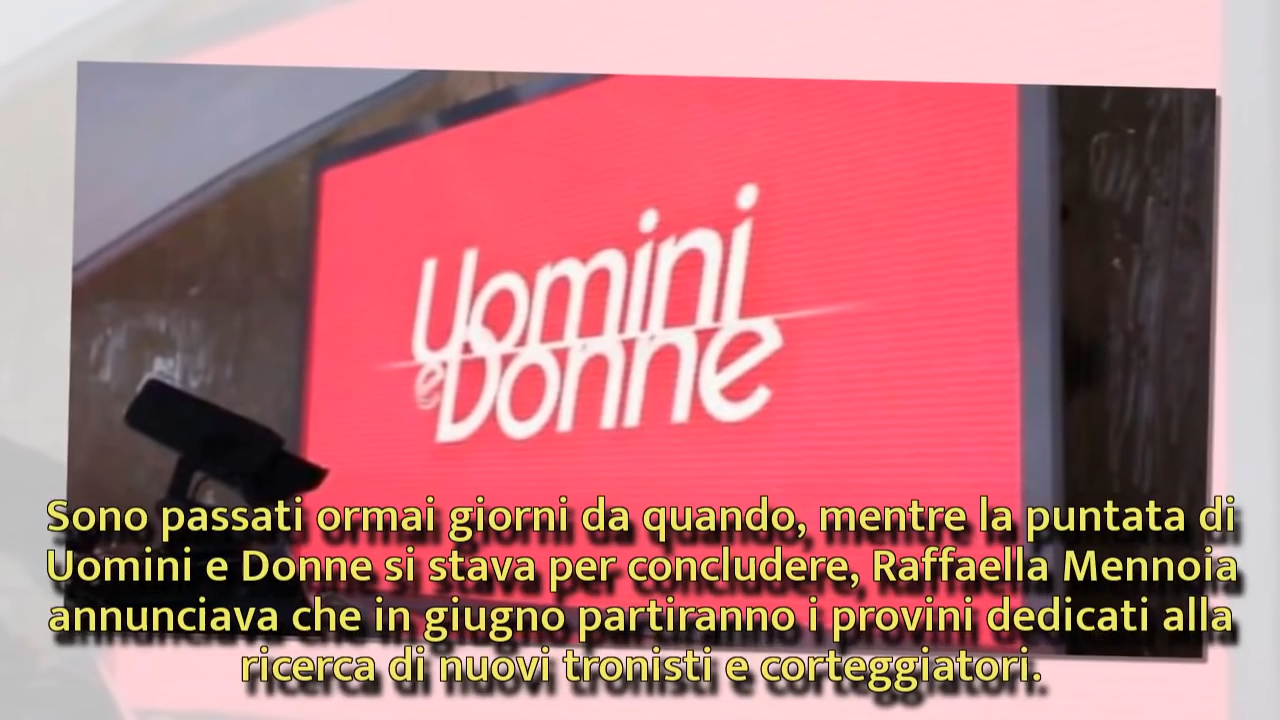 Uomini
e Donne
Sono passati ormai giorni da quando, mentre la puntata di
Uomini e Donne si stava per concludere, Raffaella Mennoia
annunciava che in giugno partiranno i provini dedicati alla
ricerca di nuovi tronisti e corteggiatori.